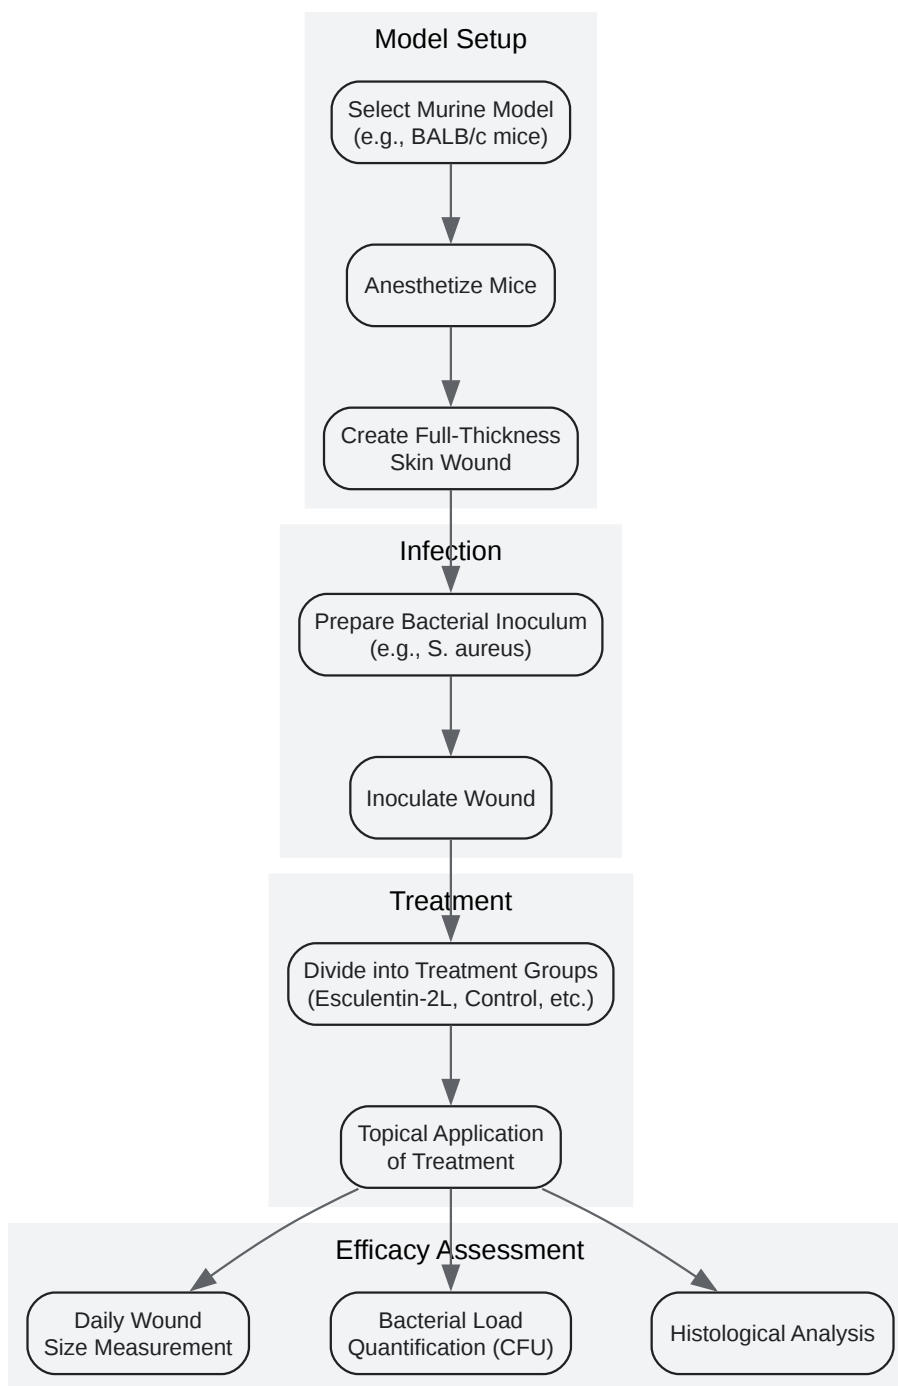 Model Setup
Select Murine Model
(e.g., BALB/c mice)
Anesthetize Mice
Create Full-Thickness
Skin Wound
Infection
Prepare Bacterial Inoculum
(e.g., S. aureus)
Inoculate Wound
Treatment
Divide into Treatment Groups
(Esculentin-2L, Control, etc.)
Topical Application
of Treatment
Efficacy Assessment
Daily Wound
Size Measurement
Bacterial Load
Quantification (CFU)
Histological Analysis